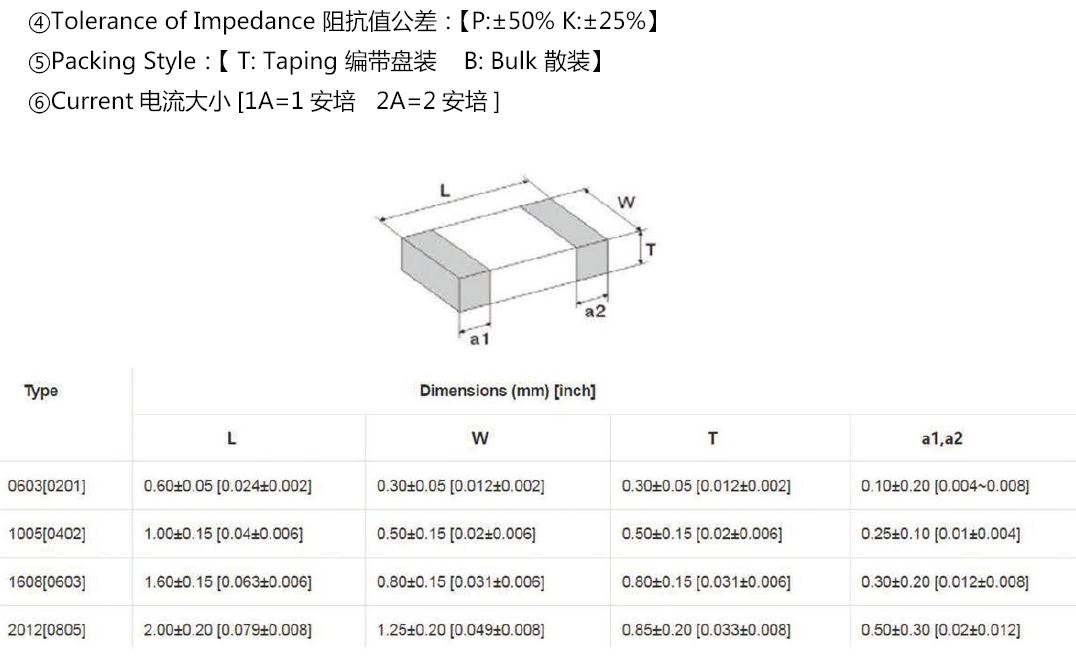 ④Tolerance of Impedance 阻抗值公差 :【P:±50% K:±25%】
⑤Packing Style :【 T: Taping 编带盘装 B: Bulk 散装】
⑥Current 电流大小 [1A=1 安培 2A=2 安培 ]
L
W
T
a2
a1
Type Dimensions (mm) [inch]
L W T a1,a2
0603[0201] 0.60±0.05 [0.024±0.002] 0.30±0.05 [0.012±0.002] 0.30±0.05 [0.012±0.002] 0.10±0.20 [0.004~0.008]
1005[0402] 1.00±0.15 [0.04±0.006] 0.50±0.15 [0.02±0.006] 0.50±0.15 [0.02±0.006] 0.25±0.10 [0.01±0.004]
1608[0603] 1.60±0.15 [0.063±0.006] 0.80±0.15 [0.031±0.006] 0.80±0.15 [0.031±0.006] 0.30±0.20 [0.012±0.008]
2012[0805] 2.00±0.20 [0.079±0.008] 1.25±0.20 [0.049±0.008] 0.85±0.20 [0.033±0.008] 0.50±0.30 [0.02±0.012]